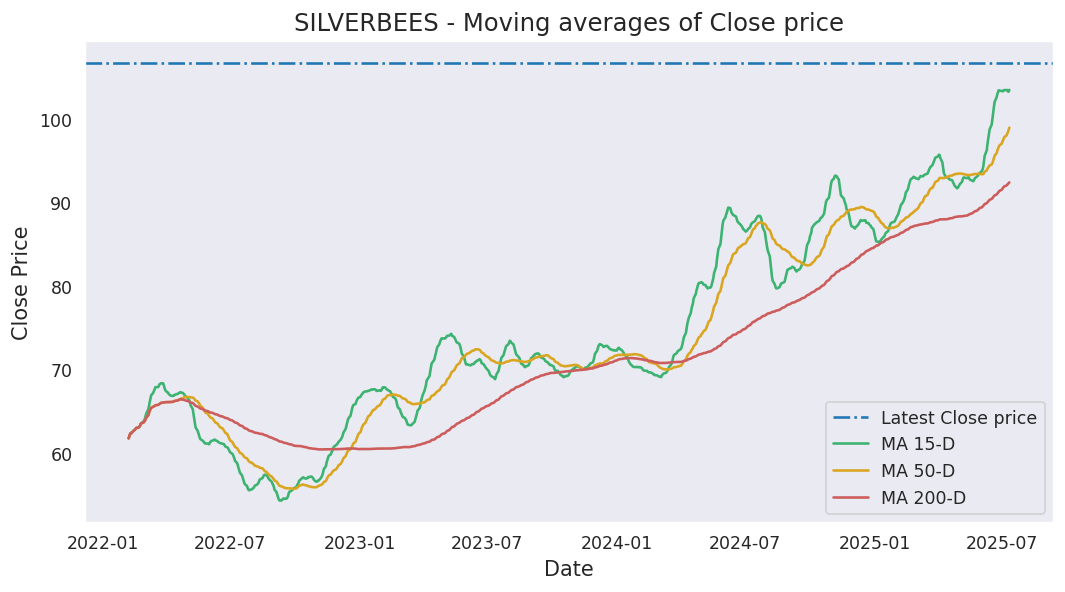 SILVERBEES - Moving averages of Close price
Close Price
100
90
80
70
60
Latest Close price
MA 15-D
MA 50-D
MA 200-D
2022-01 2022-07 2023-01 2023-07 2024-01 2024-07 2025-01 2025-07
Date